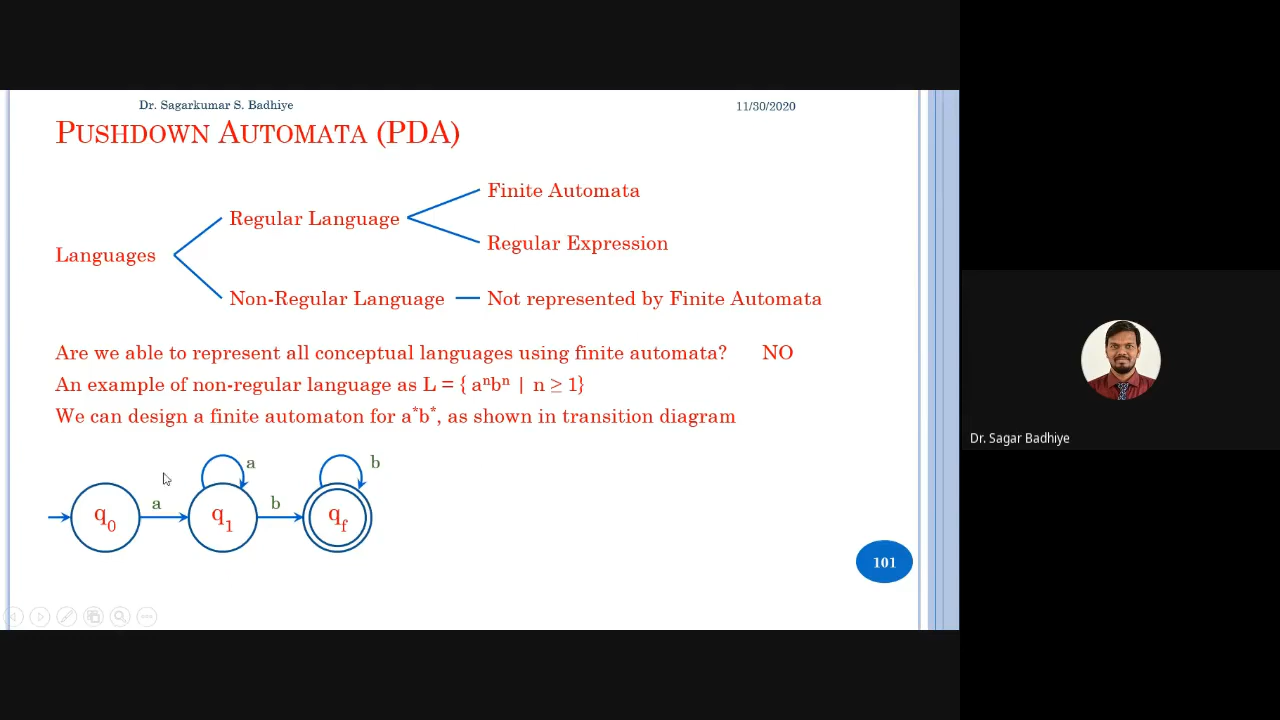 Dr. Sagarkumar S. Badhiye 11/30/2020
PUSHDOWN AUTOMATA (PDA)
Finite Automata
Regular Language
Regular Expression
Languages
Non-Regular Language Not represented by Finite Automata
Are we able to represent all conceptual languages using finite automata? NO
An example of non-regular language as L = { aⁿbⁿ | n ≥ 1}
We can design a finite automaton for a*b*, as shown in transition diagram
a b
a b
q₀ q₁ q_f
101
Dr. Sagar Badhiye